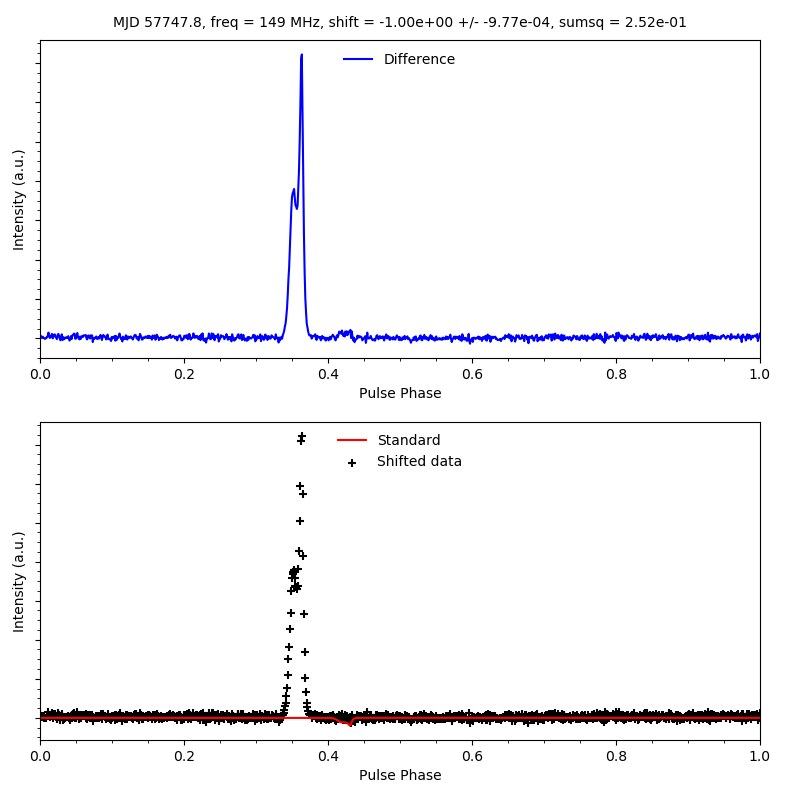 MJD 57747.8, freq = 149 MHz, shift = -1.00e+00 +/- -9.77e-04, sumsq = 2.52e-01
Difference
Intensity (a.u.)
0.0 0.2 0.4 0.6 0.8 1.0
Pulse Phase
Standard
Shifted data
Intensity (a.u.)
0.0 0.2 0.4 0.6 0.8 1.0
Pulse Phase